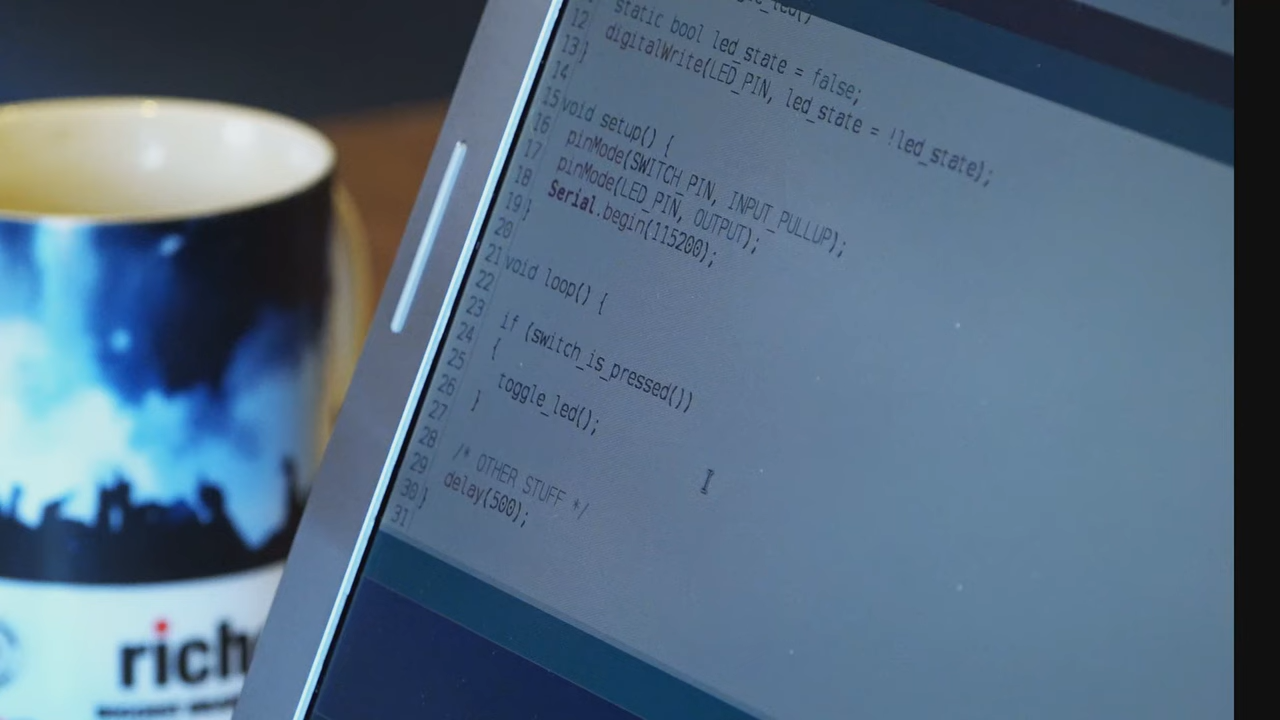 12 static bool led_state = false;
13 } digitalWrite(LED_PIN, led_state = !led_state);
14
15 void setup() {
16 pinMode(SWITCH_PIN, INPUT_PULLUP);
17 pinMode(LED_PIN, OUTPUT);
18 Serial.begin(115200);
19 }
20
21 void loop() {
22
23 if (switch_is_pressed())
24 {
25 toggle_led();
26 }
27
28 /* OTHER STUFF */
29 delay(500);
30 }
31
rich